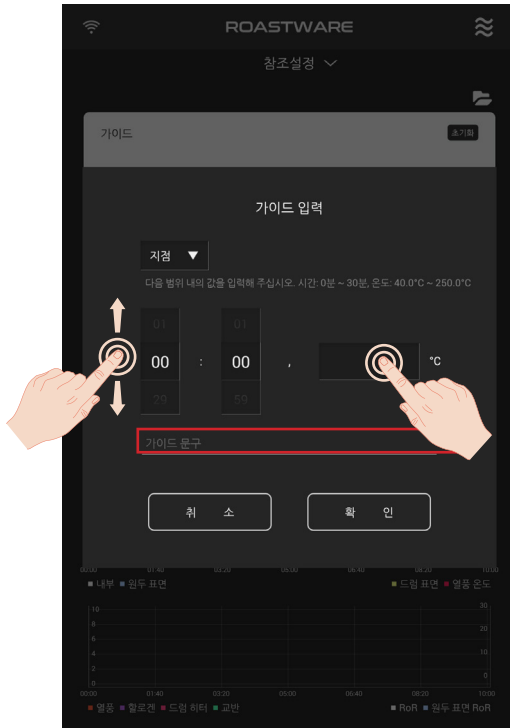 ROASTWARE
참조설정
가이드 초기화
가이드 입력
지점 ▼
다음 범위 내의 값을 입력해 주십시오. 시간: 0분 ~ 30분, 온도: 40.0°C ~ 250.0°C
01 01
00 : 00 , °C
29 59
가이드 문구
취 소 확 인
00:00 01:40 03:20 05:00 06:40 08:20 10:00
내부 원두 표면 드럼 표면 열풍 온도
10 30
8
20
6
4 10
2
0
0
00:00 01:40 03:20 05:00 06:40 08:20 10:00
열풍 할로겐 드럼 히터 교반 RoR 원두 표면 RoR